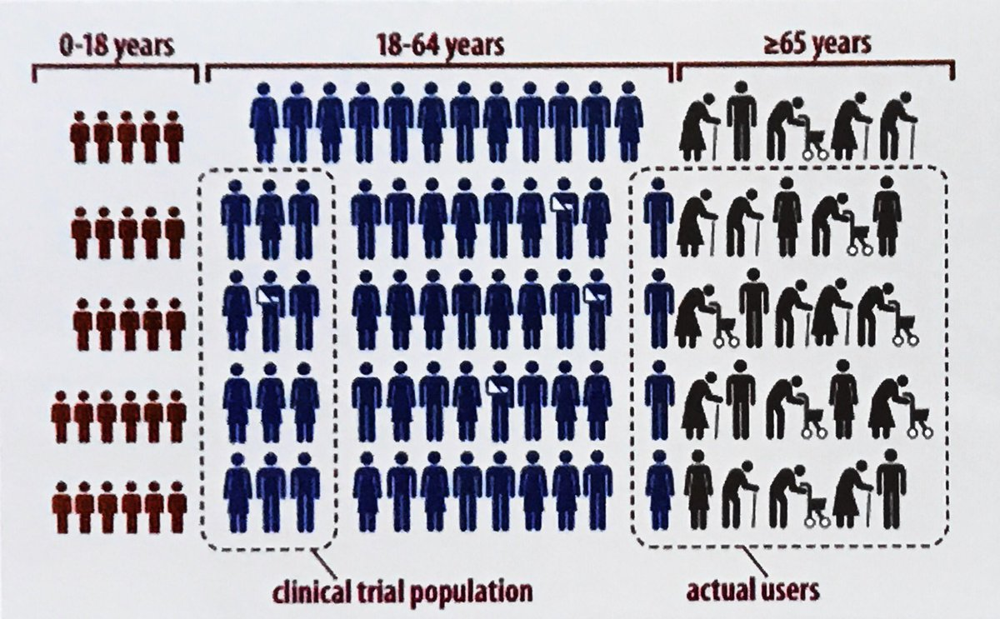 0-18 years
18-64 years
≥65 years
clinical trial population
actual users